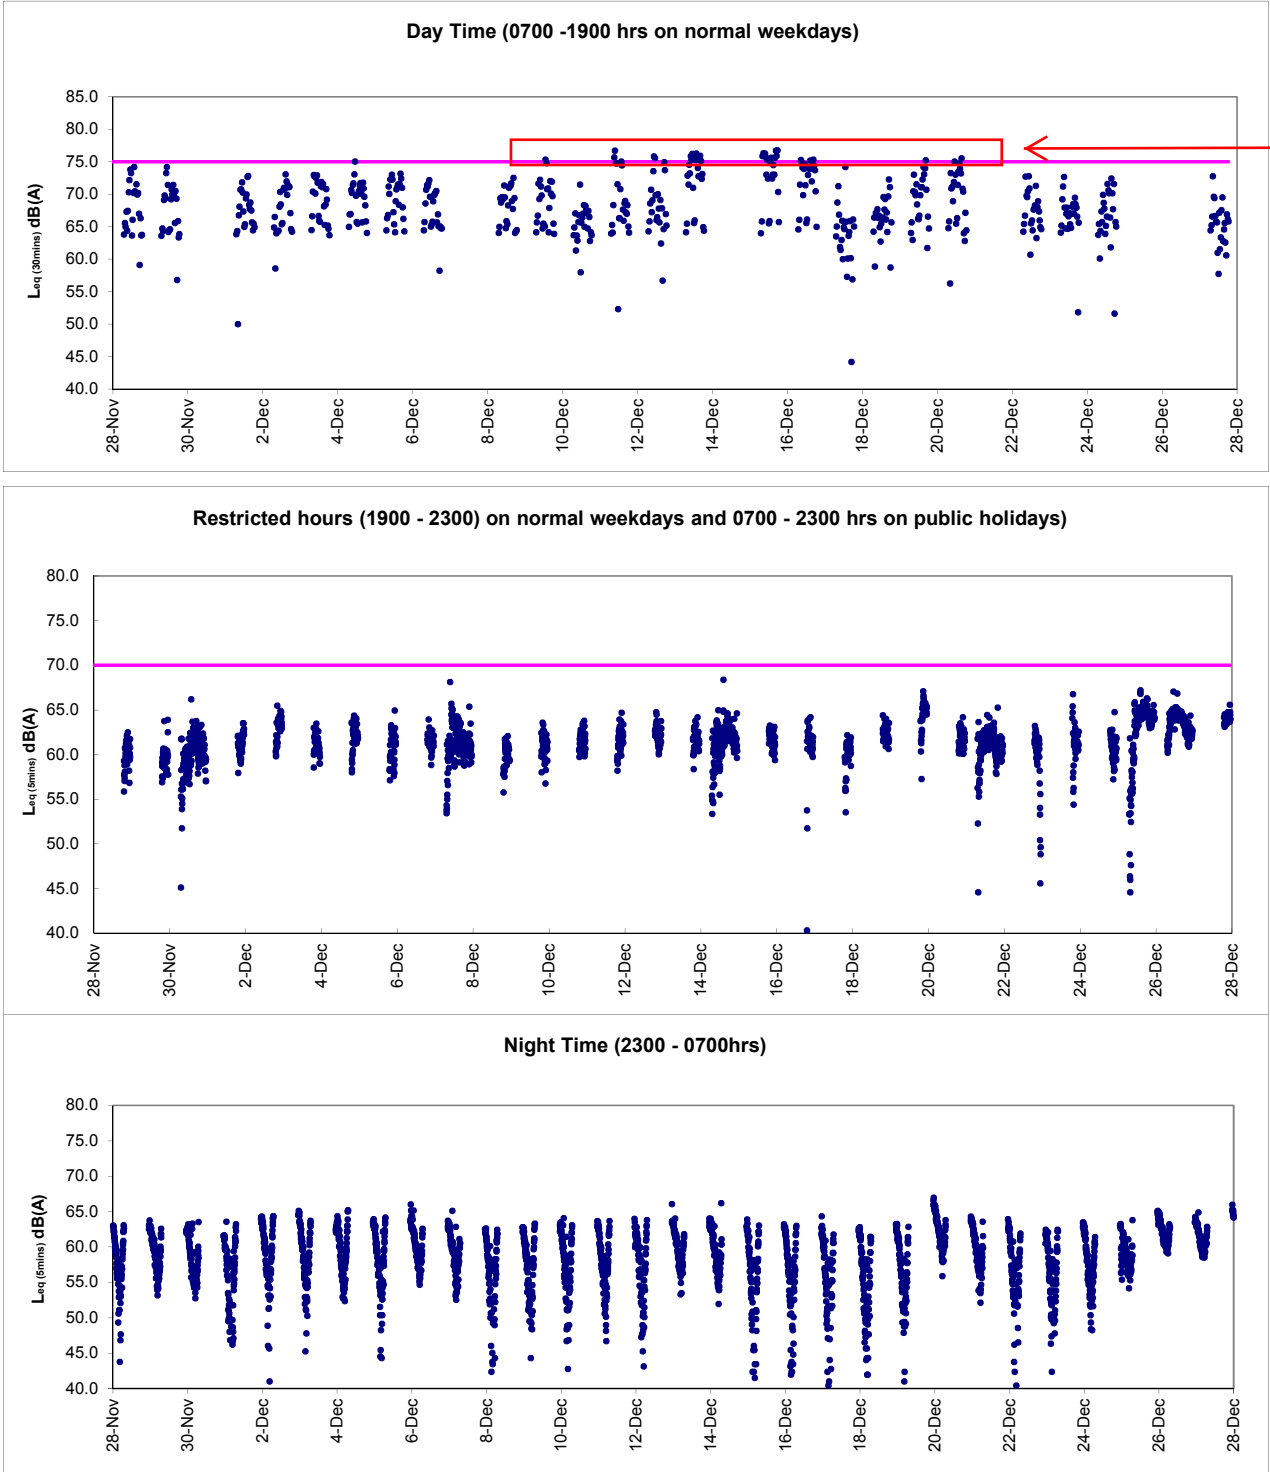 Day Time (0700 -1900 hrs on normal weekdays)
85.0
80.0
75.0
70.0
65.0
60.0
55.0
50.0
45.0
40.0
Leq (30mins) dB(A)
28-Nov
30-Nov
2-Dec
4-Dec
6-Dec
8-Dec
10-Dec
12-Dec
14-Dec
16-Dec
18-Dec
20-Dec
22-Dec
24-Dec
26-Dec
28-Dec
Restricted hours (1900 - 2300) on normal weekdays and 0700 - 2300 hrs on public holidays)
80.0
75.0
70.0
65.0
60.0
55.0
50.0
45.0
40.0
Leq (5mins) dB(A)
28-Nov
30-Nov
2-Dec
4-Dec
6-Dec
8-Dec
10-Dec
12-Dec
14-Dec
16-Dec
18-Dec
20-Dec
22-Dec
24-Dec
26-Dec
28-Dec
Night Time (2300 - 0700hrs)
80.0
75.0
70.0
65.0
60.0
55.0
50.0
45.0
40.0
Leq (5mins) dB(A)
28-Nov
30-Nov
2-Dec
4-Dec
6-Dec
8-Dec
10-Dec
12-Dec
14-Dec
16-Dec
18-Dec
20-Dec
22-Dec
24-Dec
26-Dec
28-Dec